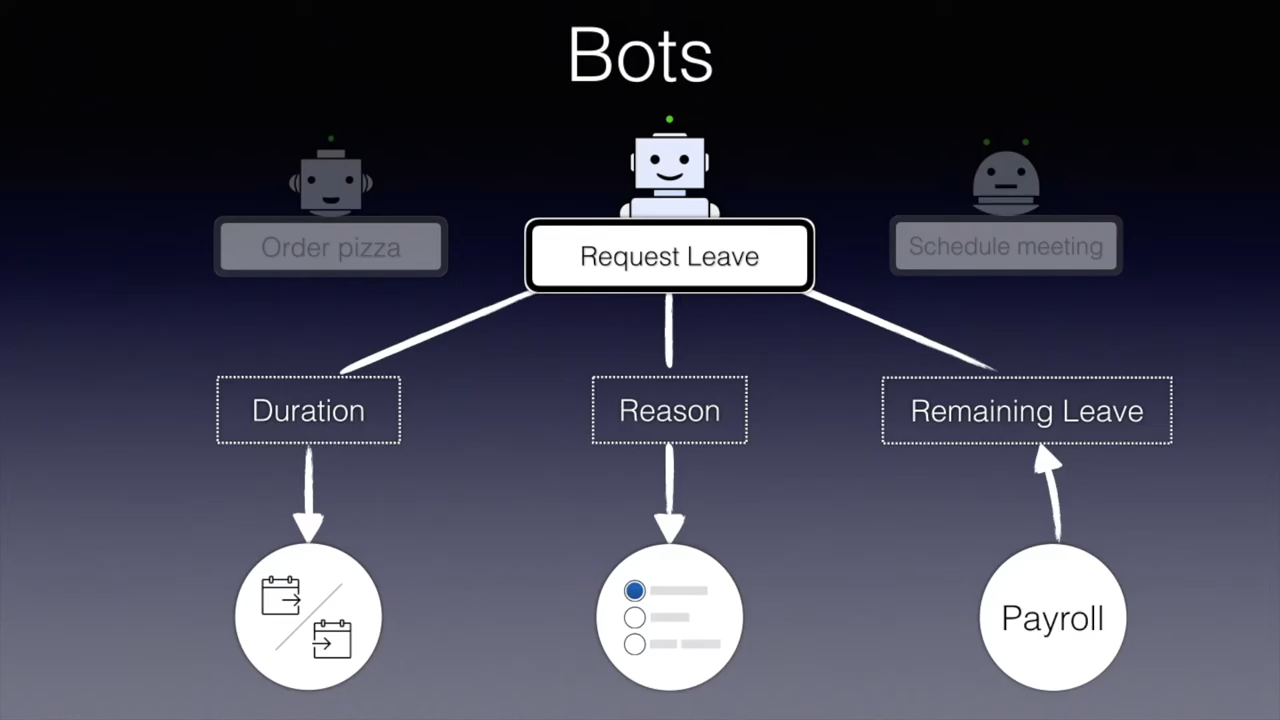 Bots
Order pizza
Request Leave
Schedule meeting
Duration
Reason
Remaining Leave
Payroll